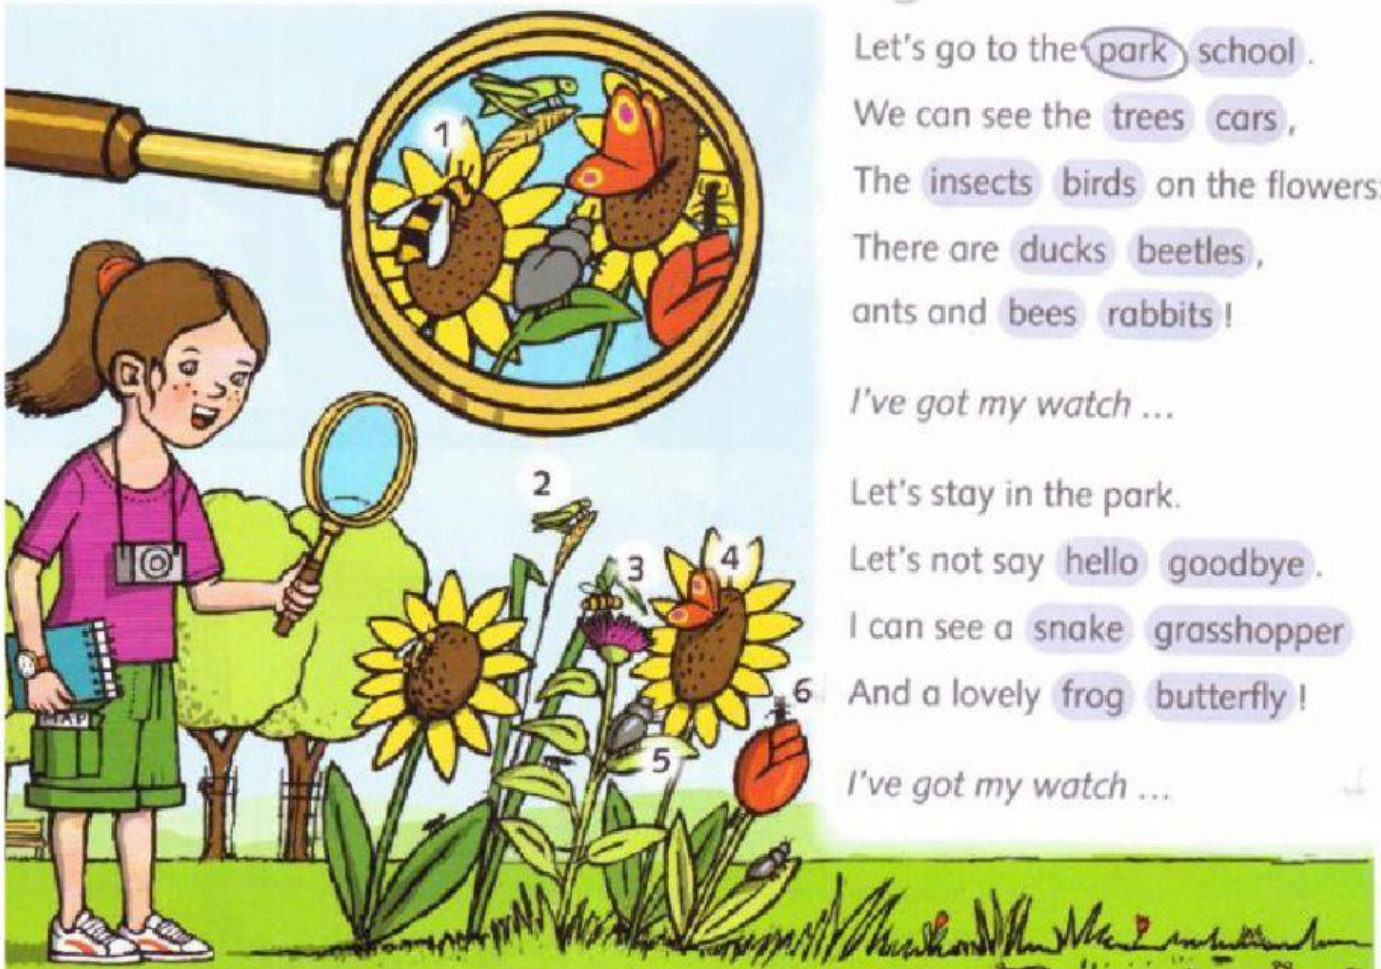 Let's go to the park school.
We can see the trees cars,
The insects birds on the flowers:
There are ducks beetles,
ants and bees rabbits!
I've got my watch ...
Let's stay in the park.
Let's not say hello goodbye.
I can see a snake grasshopper
And a lovely frog butterfly!
I've got my watch ...
1
2
3
4
5
6
MAP